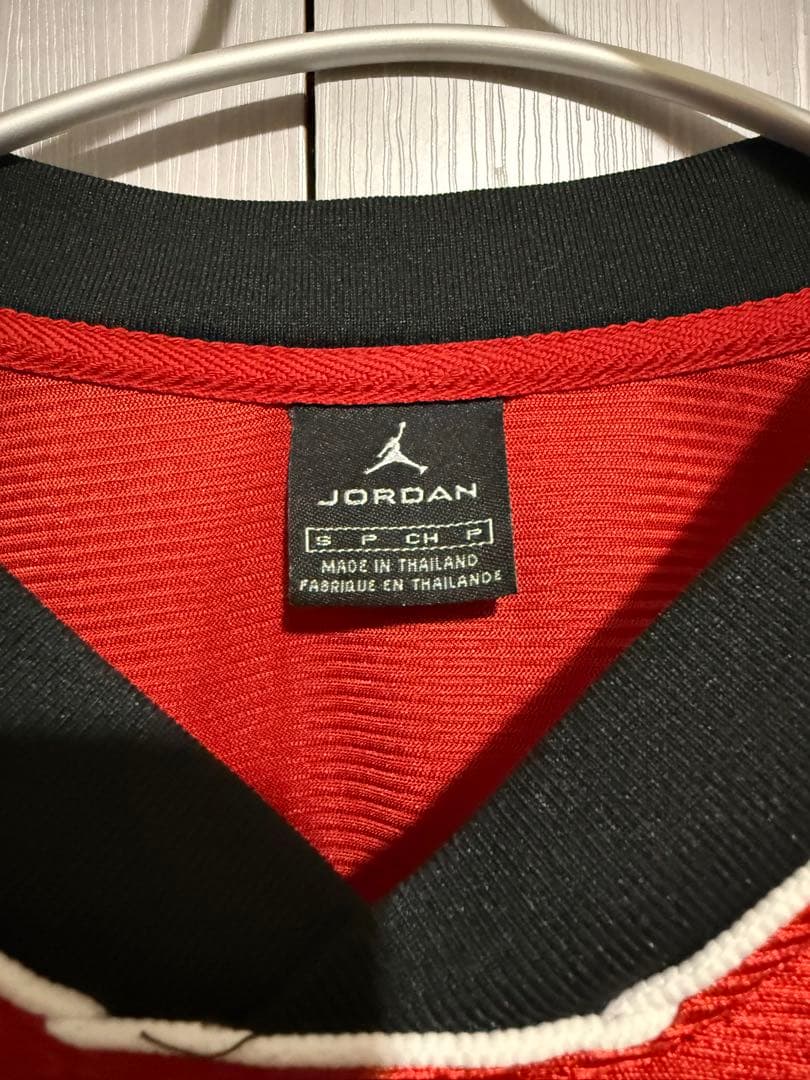 JORDAN
S P CH P
MADE IN THAILAND
FABRIQUE EN THAILANDE